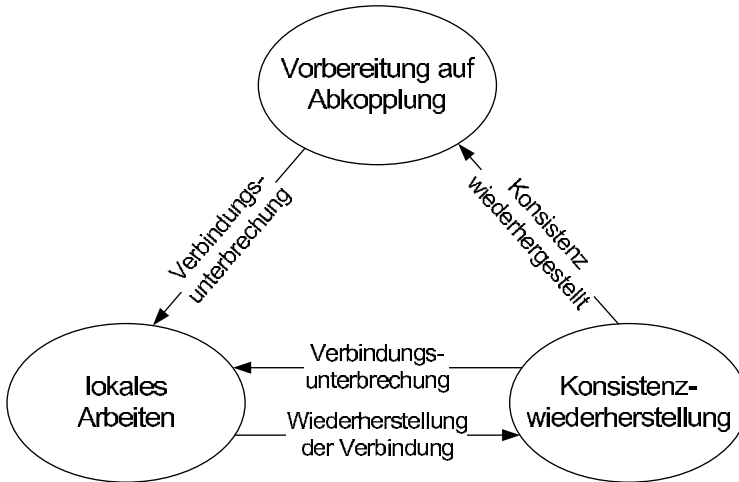 Vorbereitung auf
Abkopplung
Verbindungs-
unterbrechung
Konsistenz
wiederhergestellt
lokales
Arbeiten
Verbindungs-
unterbrechung
Wiederherstellung
der Verbindung
Konsistenz-
wiederherstellung